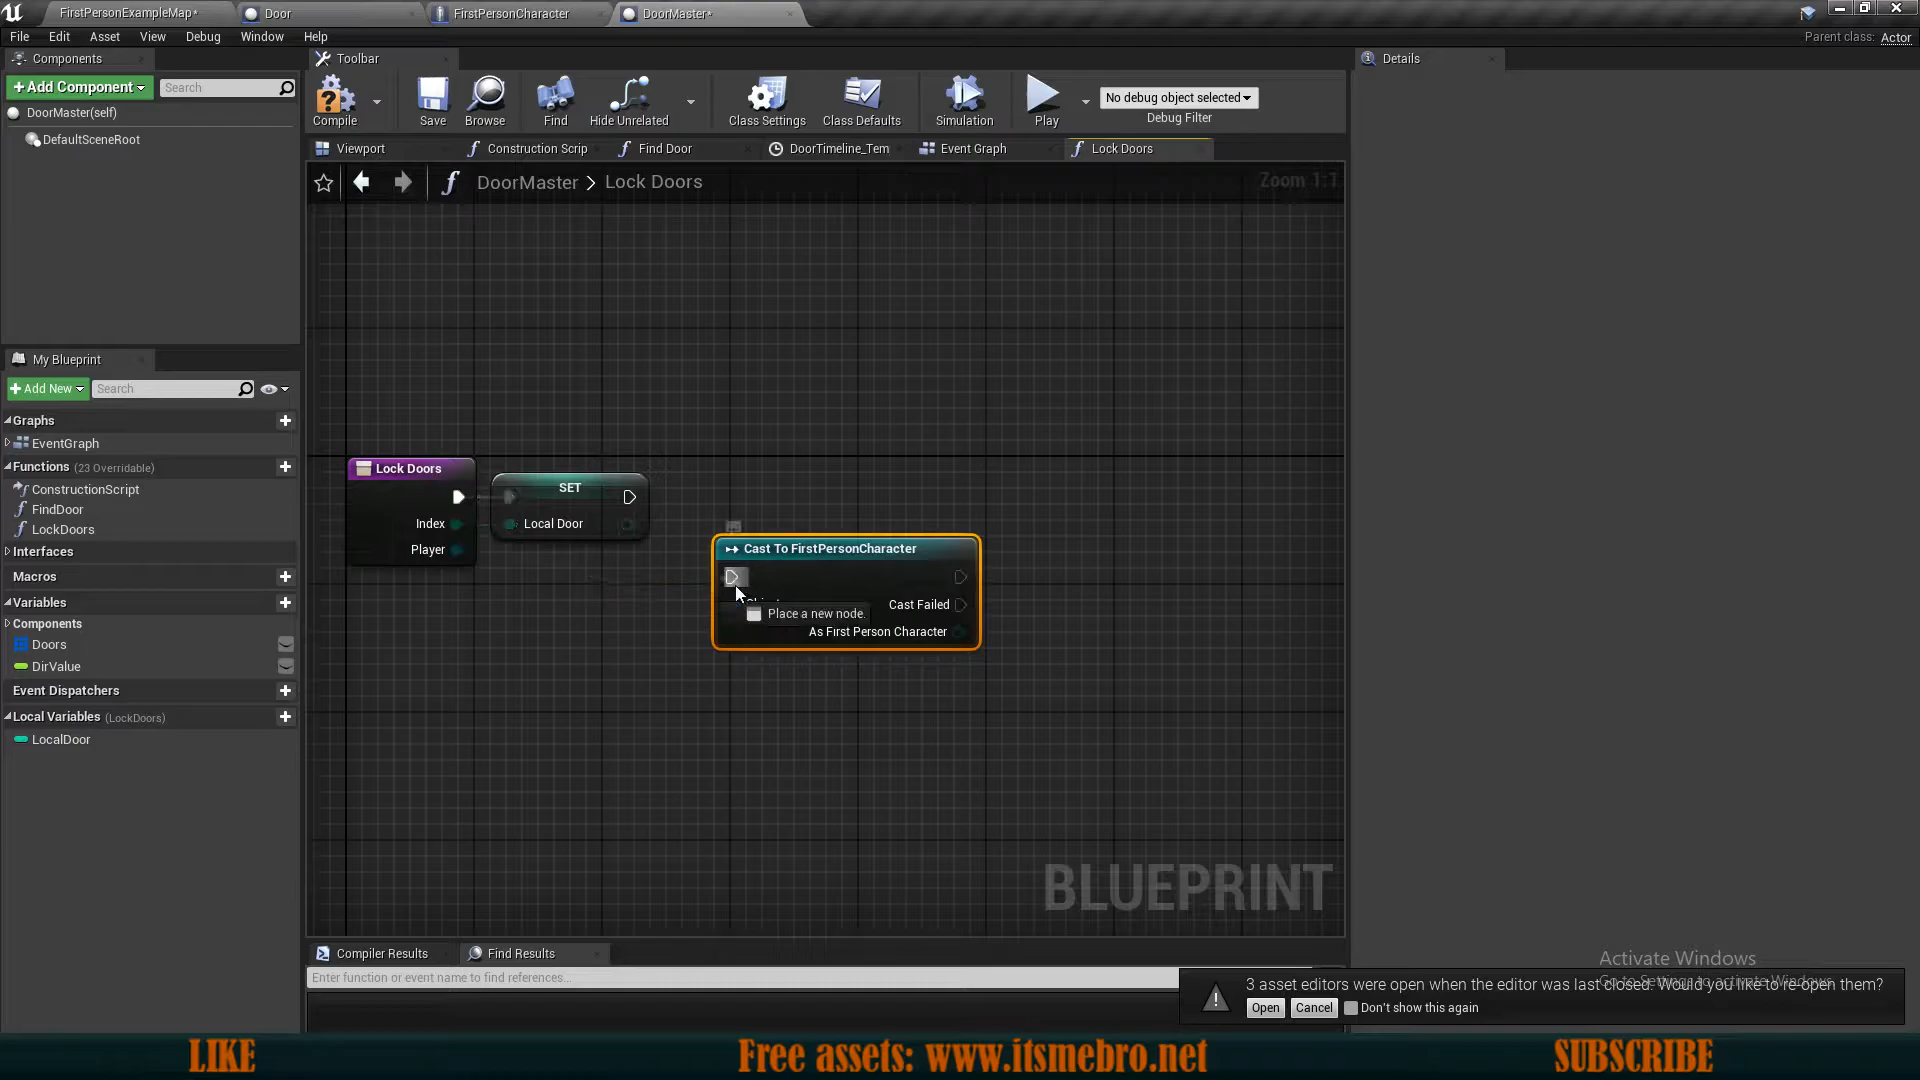 FirstPersonExampleMap*
Door
FirstPersonCharacter
DoorMaster*
File Edit Asset View Debug Window Help
Parent class: Actor
Components
Toolbar
Details
+Add Component
Search
DoorMaster(self)
DefaultSceneRoot
Compile
Save
Browse
Find
Hide Unrelated
Class Settings
Class Defaults
Simulation
Play
No debug object selected
Debug Filter
Viewport
Construction Scrip
Find Door
DoorTimeline_Tem
Event Graph
Lock Doors
DoorMaster > Lock Doors
Zoom 1:1
My Blueprint
+Add New
Search
Graphs
EventGraph
Functions (23 Overridable)
ConstructionScript
FindDoor
LockDoors
Interfaces
Macros
Variables
Components
Doors
DirValue
Event Dispatchers
Local Variables (LockDoors)
LocalDoor
Lock Doors
Index
Player
SET
Local Door
Cast To FirstPersonCharacter
Cast Failed
As First Person Character
Place a new node.
BLUEPRINT
Compiler Results
Find Results
Enter function or event name to find references...
Activate Windows
Go to Settings to activate Windows.
3 asset editors were open when the editor was last closed. Would you like to re-open them?
Open
Cancel
Don't show this again
LIKE
Free assets: www.itsmebro.net
SUBSCRIBE